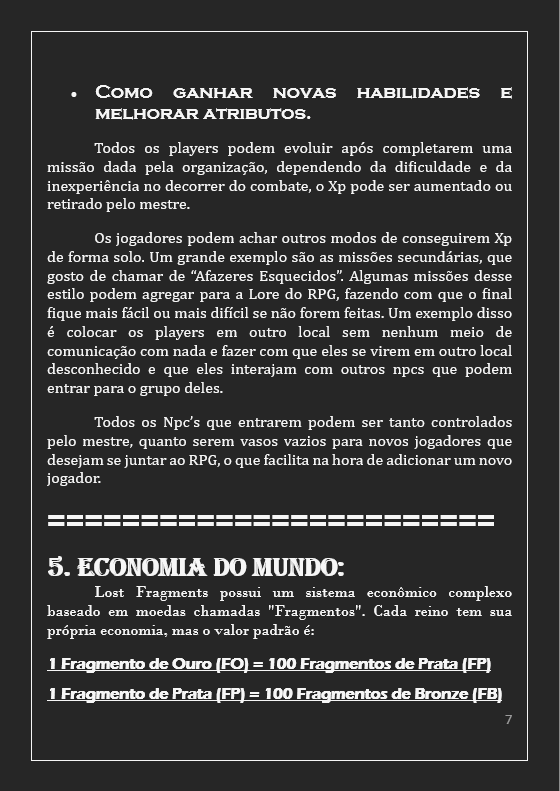 • COMO GANHAR NOVAS HABILIDADES E
MELHORAR ATRIBUTOS.
Todos os players podem evoluir após completarem uma
missão dada pela organização, dependendo da dificuldade e da
inexperiência no decorrer do combate, o Xp pode ser aumentado ou
retirado pelo mestre.
Os jogadores podem achar outros modos de conseguirem Xp
de forma solo. Um grande exemplo são as missões secundárias, que
gosto de chamar de “Afazeres Esquecidos”. Algumas missões desse
estilo podem agregar para a Lore do RPG, fazendo com que o final
fique mais fácil ou mais difícil se não forem feitas. Um exemplo disso
é colocar os players em outro local sem nenhum meio de
comunicação com nada e fazer com que eles se virem em outro local
desconhecido e que eles interajam com outros npcs que podem
entrar para o grupo deles.
Todos os Npc’s que entrarem podem ser tanto controlados
pelo mestre, quanto serem vasos vazios para novos jogadores que
desejam se juntar ao RPG, o que facilita na hora de adicionar um novo
jogador.
========================
5. ECONOMIA DO MUNDO:
Lost Fragments possui um sistema econômico complexo
baseado em moedas chamadas "Fragmentos". Cada reino tem sua
própria economia, mas o valor padrão é:
1 Fragmento de Ouro (FO) = 100 Fragmentos de Prata (FP)
1 Fragmento de Prata (FP) = 100 Fragmentos de Bronze (FB)
7